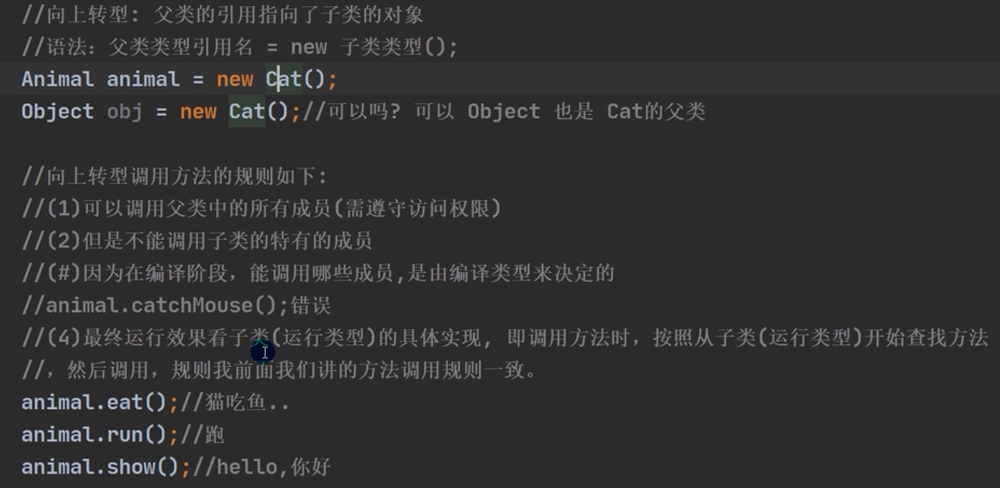 //向上转型: 父类的引用指向了子类的对象
//语法：父类类型引用名 = new 子类类型();
Animal animal = new Cat();
Object obj = new Cat();//可以吗? 可以 Object 也是 Cat的父类
//向上转型调用方法的规则如下:
//(1)可以调用父类中的所有成员(需遵守访问权限)
//(2)但是不能调用子类的特有的成员
//(#)因为在编译阶段，能调用哪些成员,是由编译类型来决定的
//animal.catchMouse();错误
//(4)最终运行效果看子类(运行类型)的具体实现, 即调用方法时，按照从子类(运行类型)开始查找方法
//，然后调用，规则我前面我们讲的方法调用规则一致。
animal.eat();//猫吃鱼..
animal.run();//跑
animal.show();//hello,你好